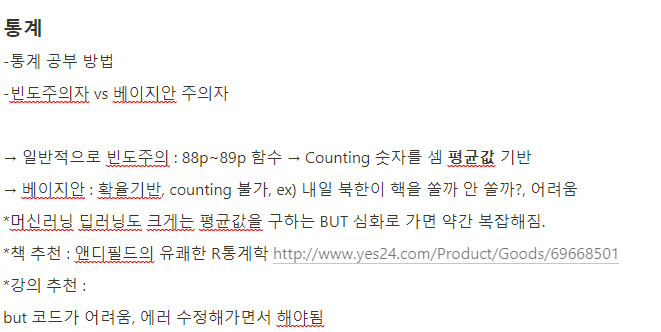 통계
-통계 공부 방법
-빈도주의자 vs 베이지안 주의자
→ 일반적으로 빈도주의 : 88p~89p 함수 → Counting 숫자를 셈 평균값 기반
→ 베이지안 : 확율기반, counting 불가, ex) 내일 북한이 핵을 쏠까 안 쏠까?, 어려움
*머신러닝 딥러닝도 크게는 평균값을 구하는 BUT 심화로 가면 약간 복잡해짐.
*책 추천 : 앤디필드의 유쾌한 R통계학 http://www.yes24.com/Product/Goods/69668501
*강의 추천 :
but 코드가 어려움, 에러 수정해가면서 해야됨